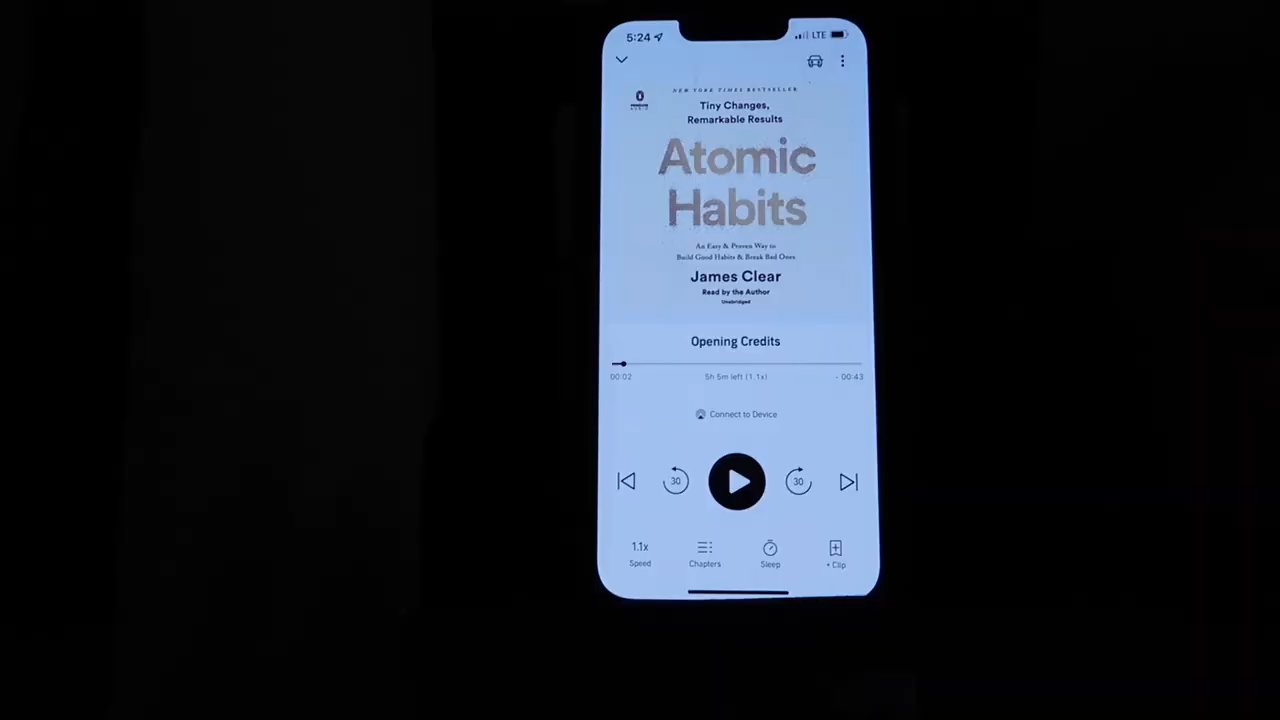 5:24
LTE
NEW YORK TIMES BESTSELLER
Tiny Changes,
Remarkable Results
PENGUIN
AUDIO
Atomic
Habits
An Easy & Proven Way to
Build Good Habits & Break Bad Ones
James Clear
Read by the Author
Unabridged
Opening Credits
00:02
5h 5m left (1.1x)
- 00:43
Connect to Device
30
30
1.1x
Speed
Chapters
Sleep
+ Clip